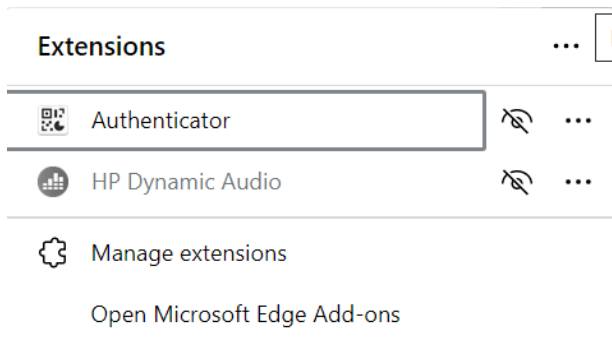 Extensions
Authenticator
HP Dynamic Audio
Manage extensions
Open Microsoft Edge Add-ons